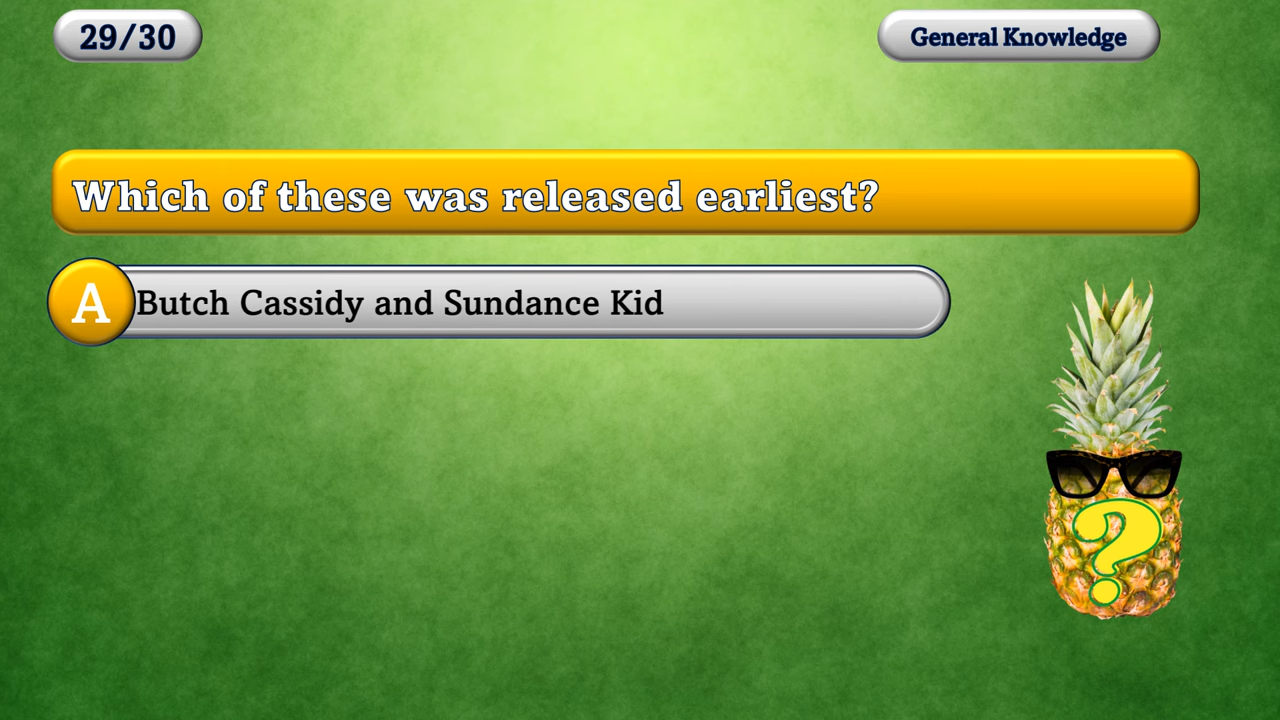 29/30
General Knowledge
Which of these was released earliest?
A Butch Cassidy and Sundance Kid
?